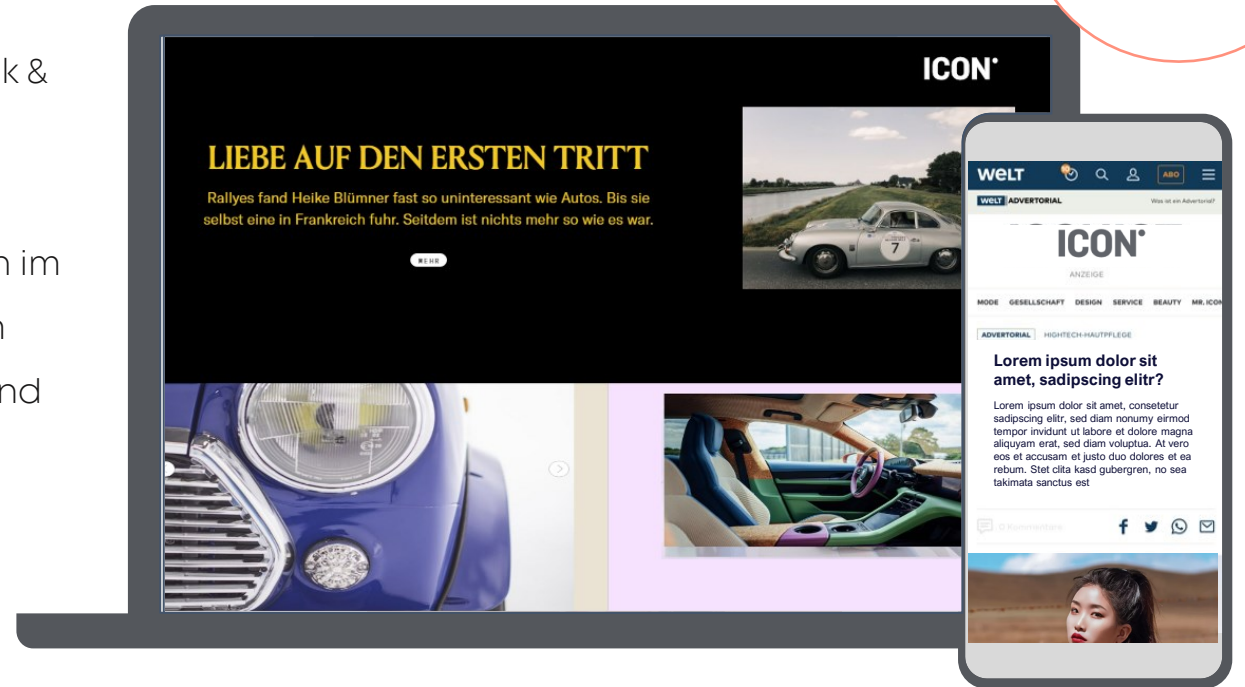 k &
n im
n
nd
ICON
LIEBE AUF DEN ERSTEN TRITT
Rallyes fand Heike Blümner fast so uninteressant wie Autos. Bis sie
selbst eine in Frankreich fuhr. Seitdem ist nichts mehr so wie es war.
MEHR
7
WELT
ABO
WELT ADVERTORIAL
Was ist ein Advertorial?
ICON
ANZEIGE
MODE GESELLSCHAFT DESIGN SERVICE BEAUTY MR. ICON
ADVERTORIAL HIGHTECH-HAUTPFLEGE
Lorem ipsum dolor sit
amet, sadipscing elitr?
Lorem ipsum dolor sit amet, consetetur
sadipscing elitr, sed diam nonumy eirmod
tempor invidunt ut labore et dolore magna
aliquyam erat, sed diam voluptua. At vero
eos et accusam et justo duo dolores et ea
rebum. Stet clita kasd gubergren, no sea
takimata sanctus est
0 Kommentare